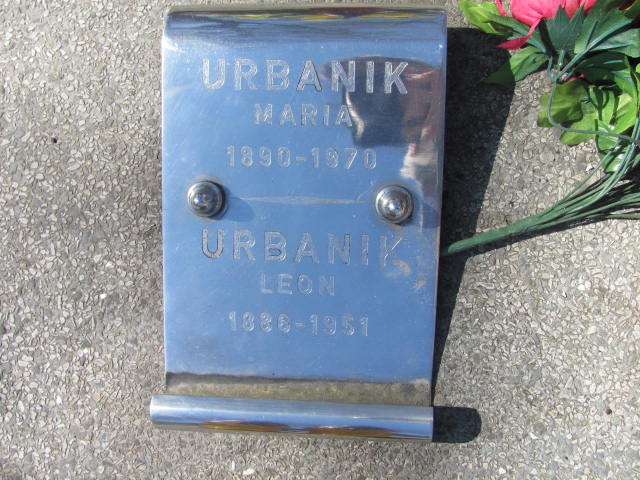 URBANIK
MARIA
1890-1970
URBANIK
LEON
1886-1951